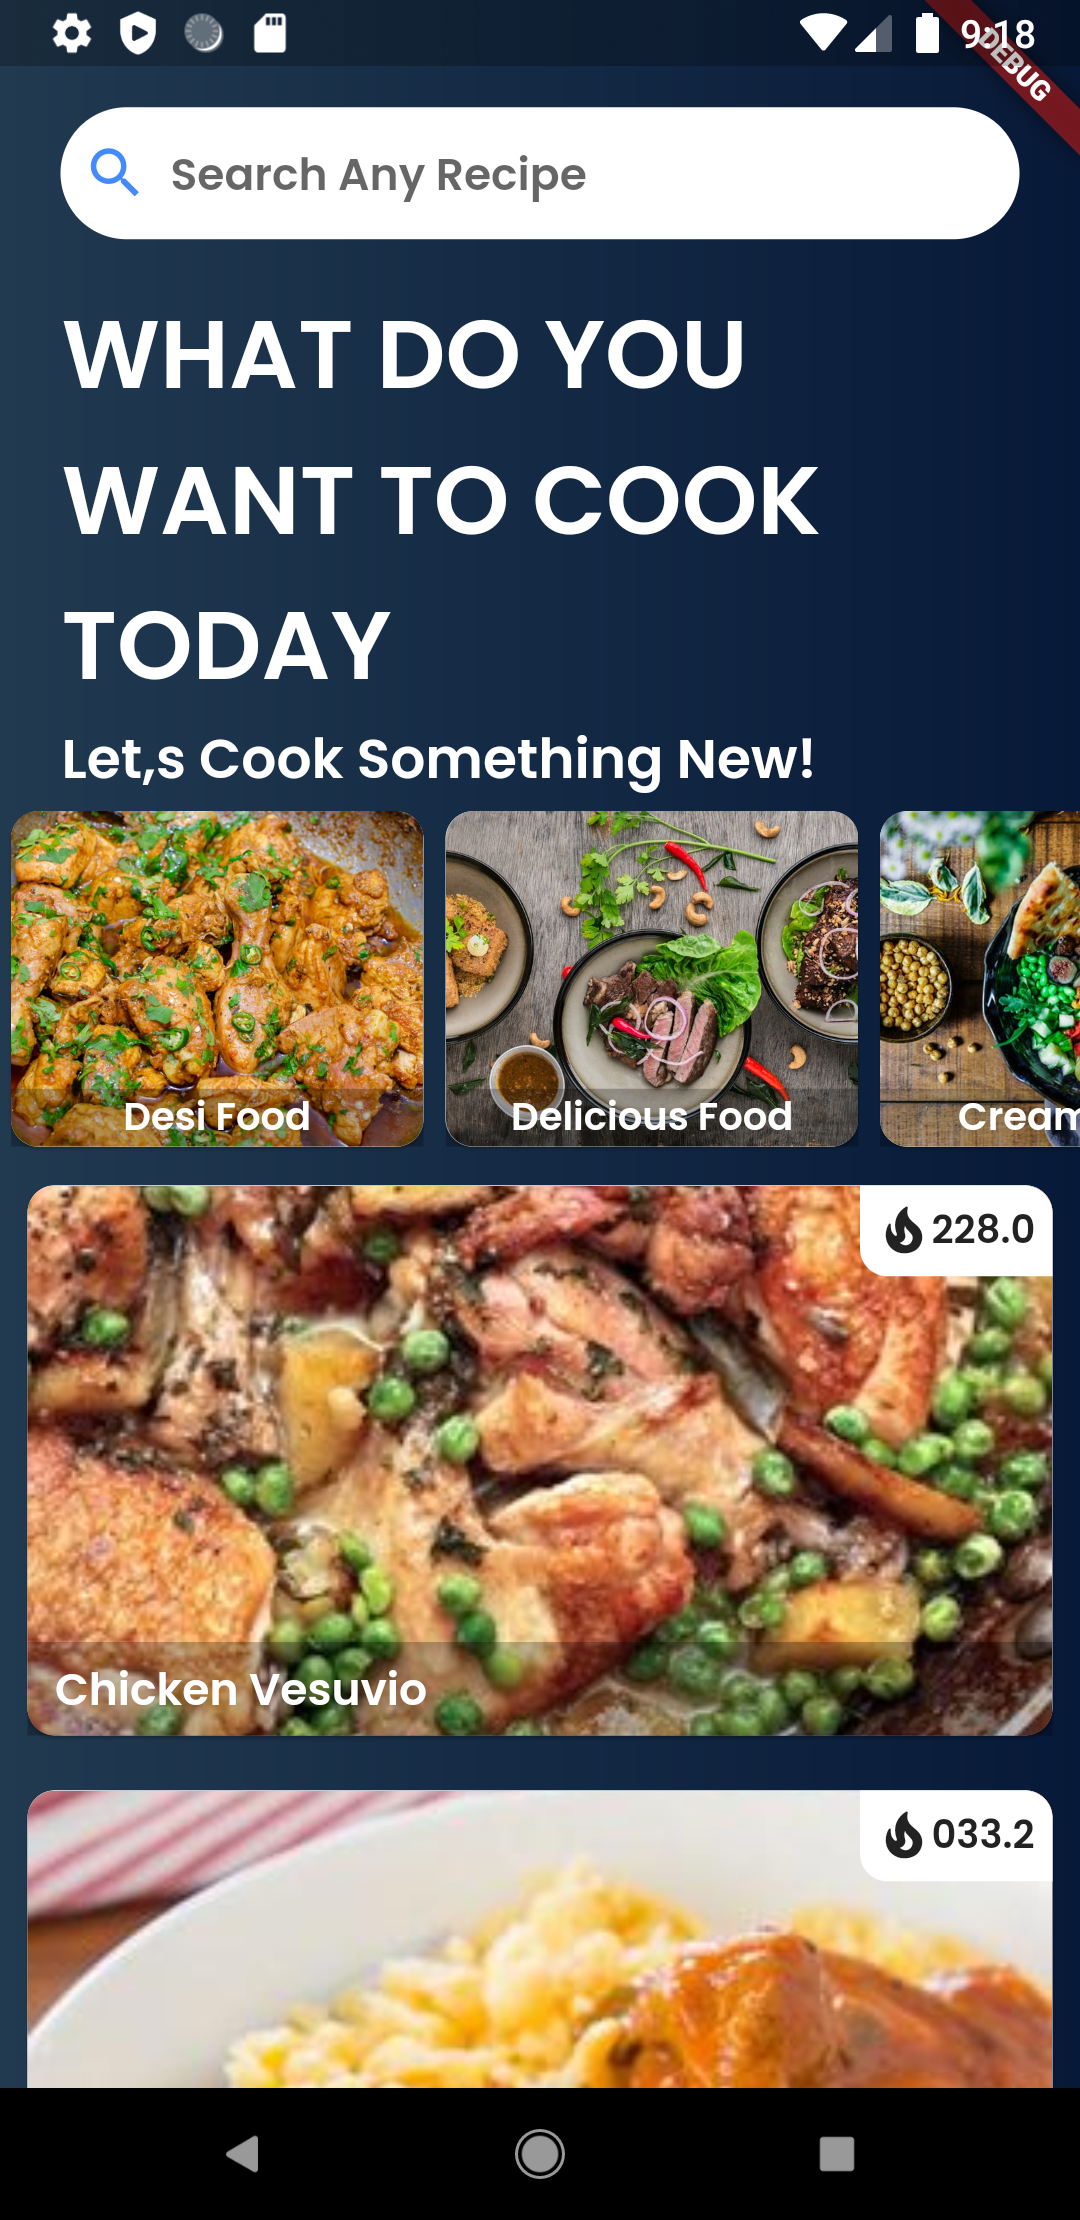 9:18
DEBUG
Search Any Recipe
WHAT DO YOU
WANT TO COOK
TODAY
Let,s Cook Something New!
Desi Food
Delicious Food
Cream
228.0
Chicken Vesuvio
033.2